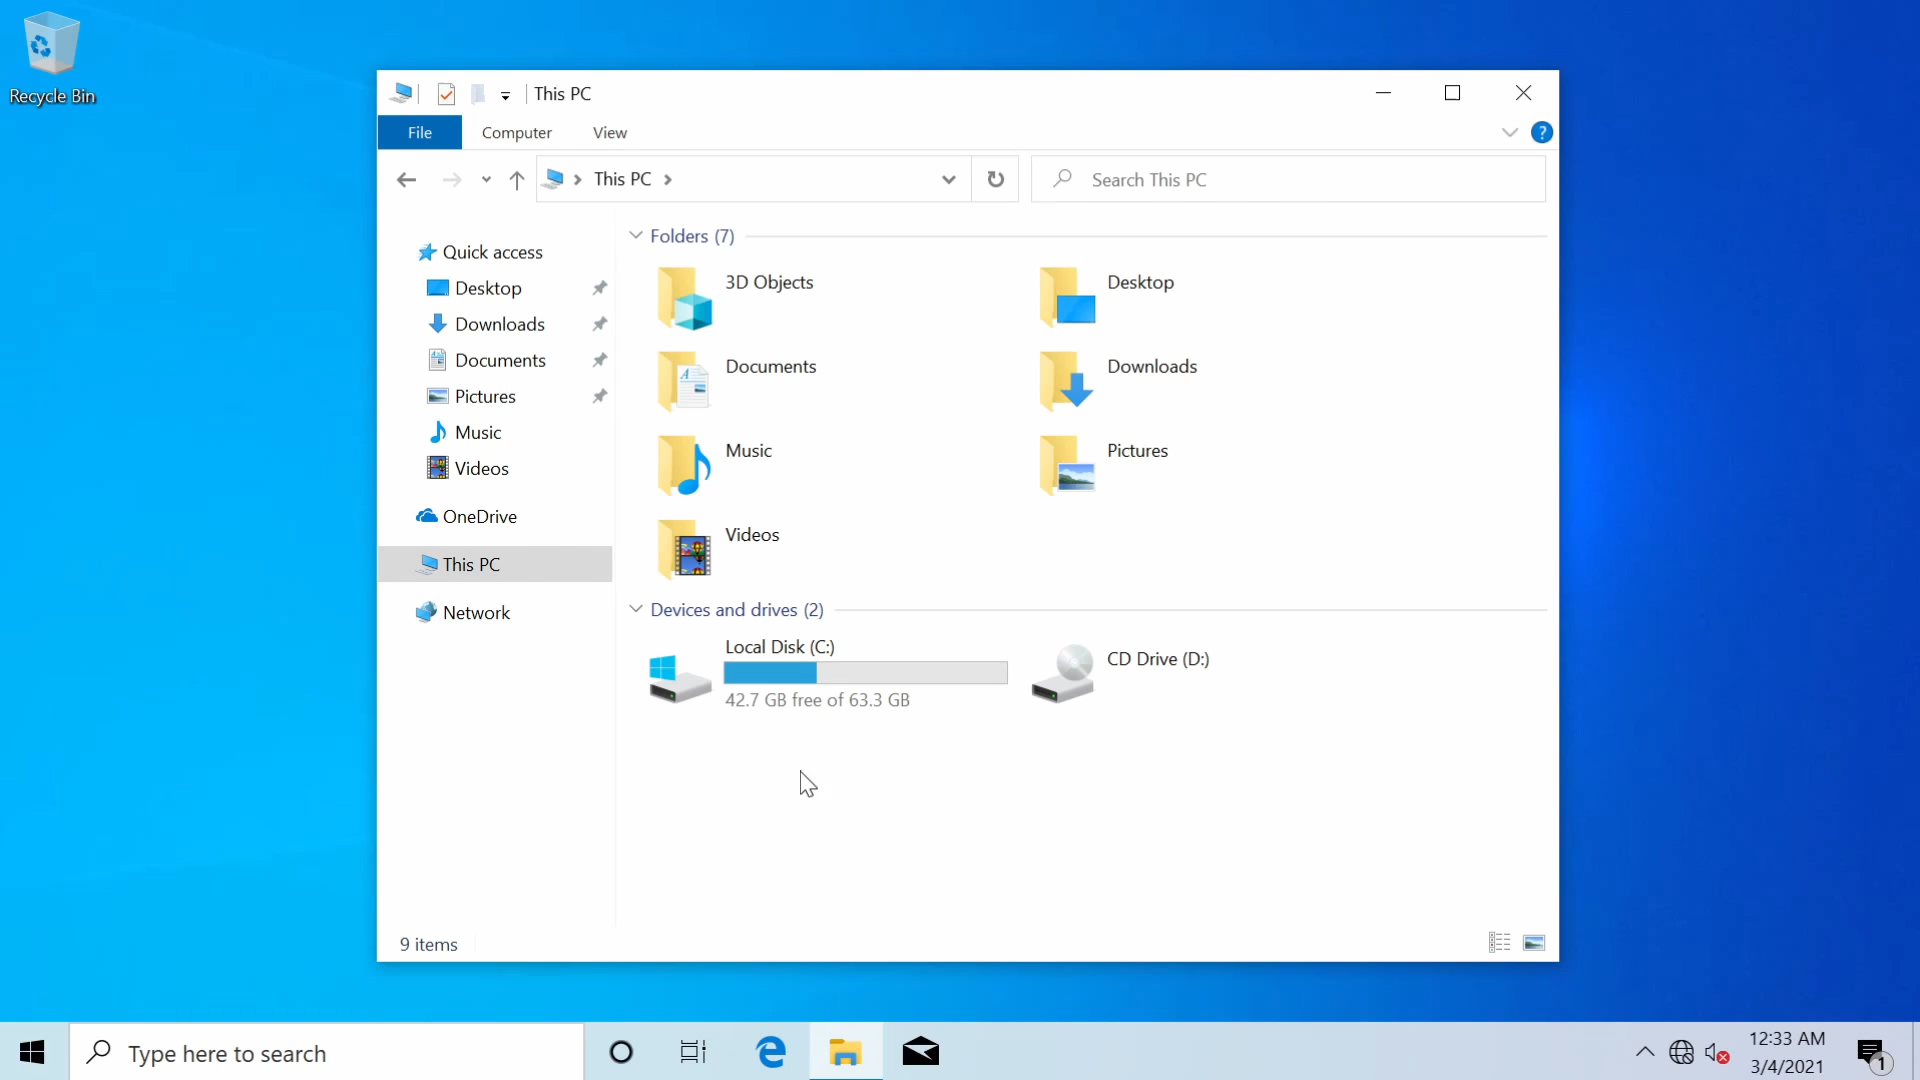 Recycle Bin
This PC
File
Computer
View
?
This PC
Search This PC
Quick access
Desktop
Downloads
Documents
Pictures
Music
Videos
OneDrive
This PC
Network
Folders (7)
3D Objects
Desktop
Documents
Downloads
Music
Pictures
Videos
Devices and drives (2)
Local Disk (C:)
42.7 GB free of 63.3 GB
CD Drive (D:)
9 items
Type here to search
12:33 AM
3/4/2021
1